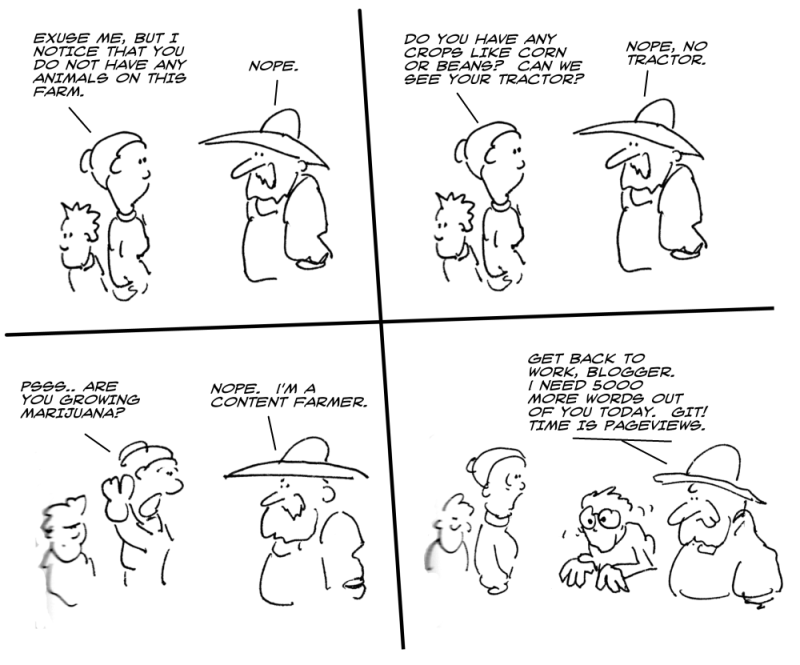 EXUSE ME, BUT I
NOTICE THAT YOU
DO NOT HAVE ANY
ANIMALS ON THIS
FARM.
NOPE.
DO YOU HAVE ANY
CROPS LIKE CORN
OR BEANS? CAN WE
SEE YOUR TRACTOR?
NOPE, NO
TRACTOR.
PSSS.. ARE
YOU GROWING
MARIJUANA?
NOPE. I'M A
CONTENT FARMER.
GET BACK TO
WORK, BLOGGER.
I NEED 5000
MORE WORDS OUT
OF YOU TODAY. GIT!
TIME IS PAGEVIEWS.